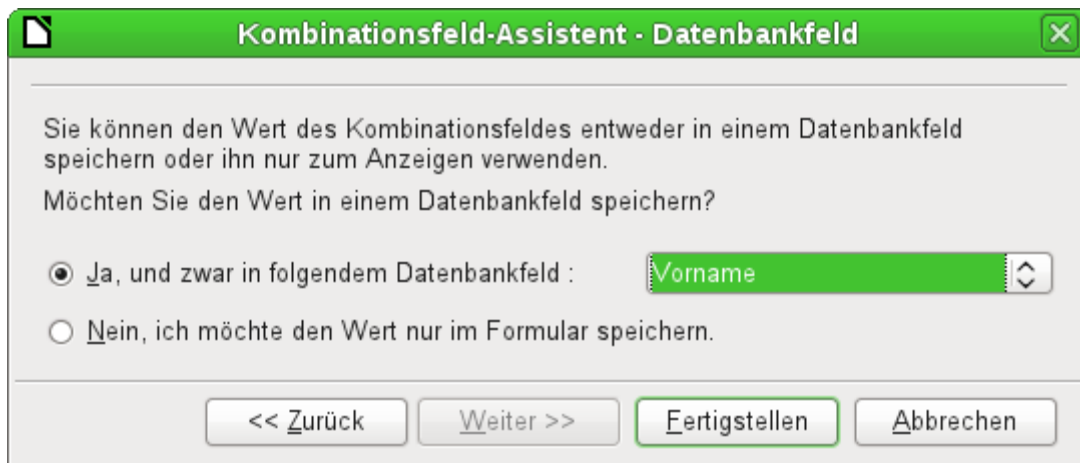 Kombinationsfeld-Assistent - Datenbankfeld
Sie können den Wert des Kombinationsfeldes entweder in einem Datenbankfeld
speichern oder ihn nur zum Anzeigen verwenden.
Möchten Sie den Wert in einem Datenbankfeld speichern?
Ja, und zwar in folgendem Datenbankfeld : Vorname
Nein, ich möchte den Wert nur im Formular speichern.
<< Zurück Weiter >> Fertigstellen Abbrechen